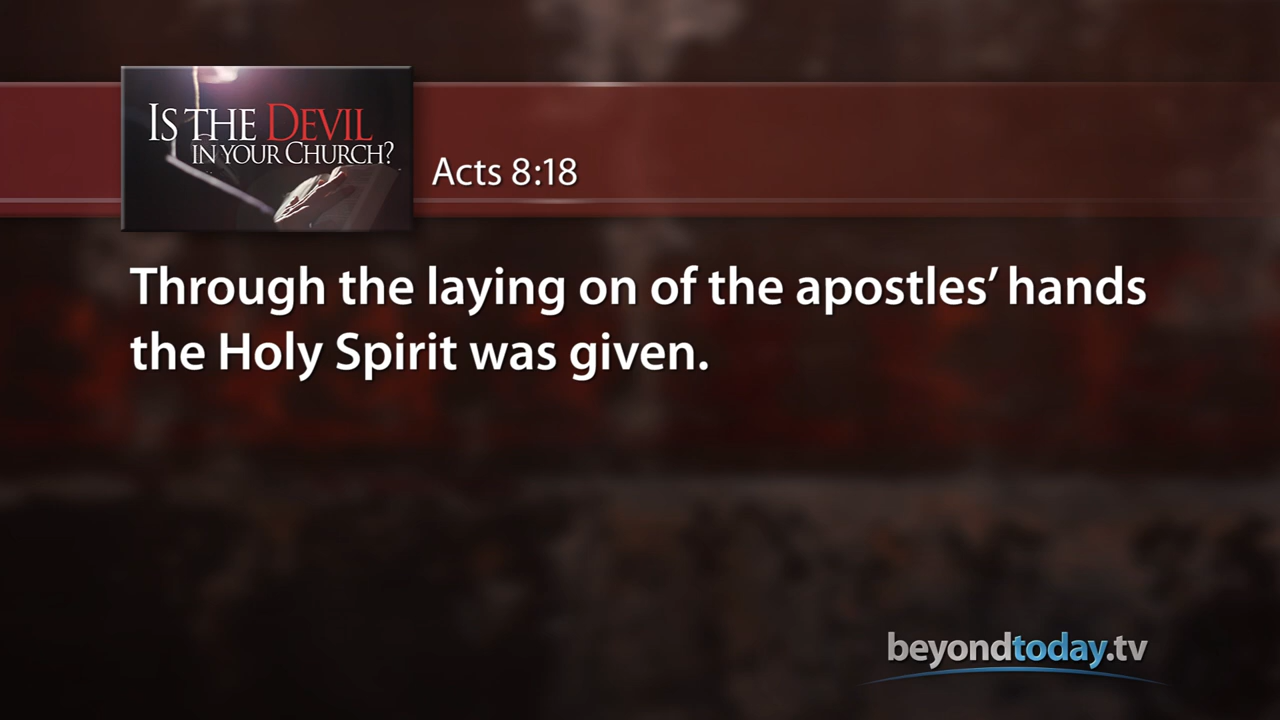 IS THE DEVIL
IN YOUR CHURCH?
Acts 8:18
Through the laying on of the apostles’ hands
the Holy Spirit was given.
beyondtoday.tv